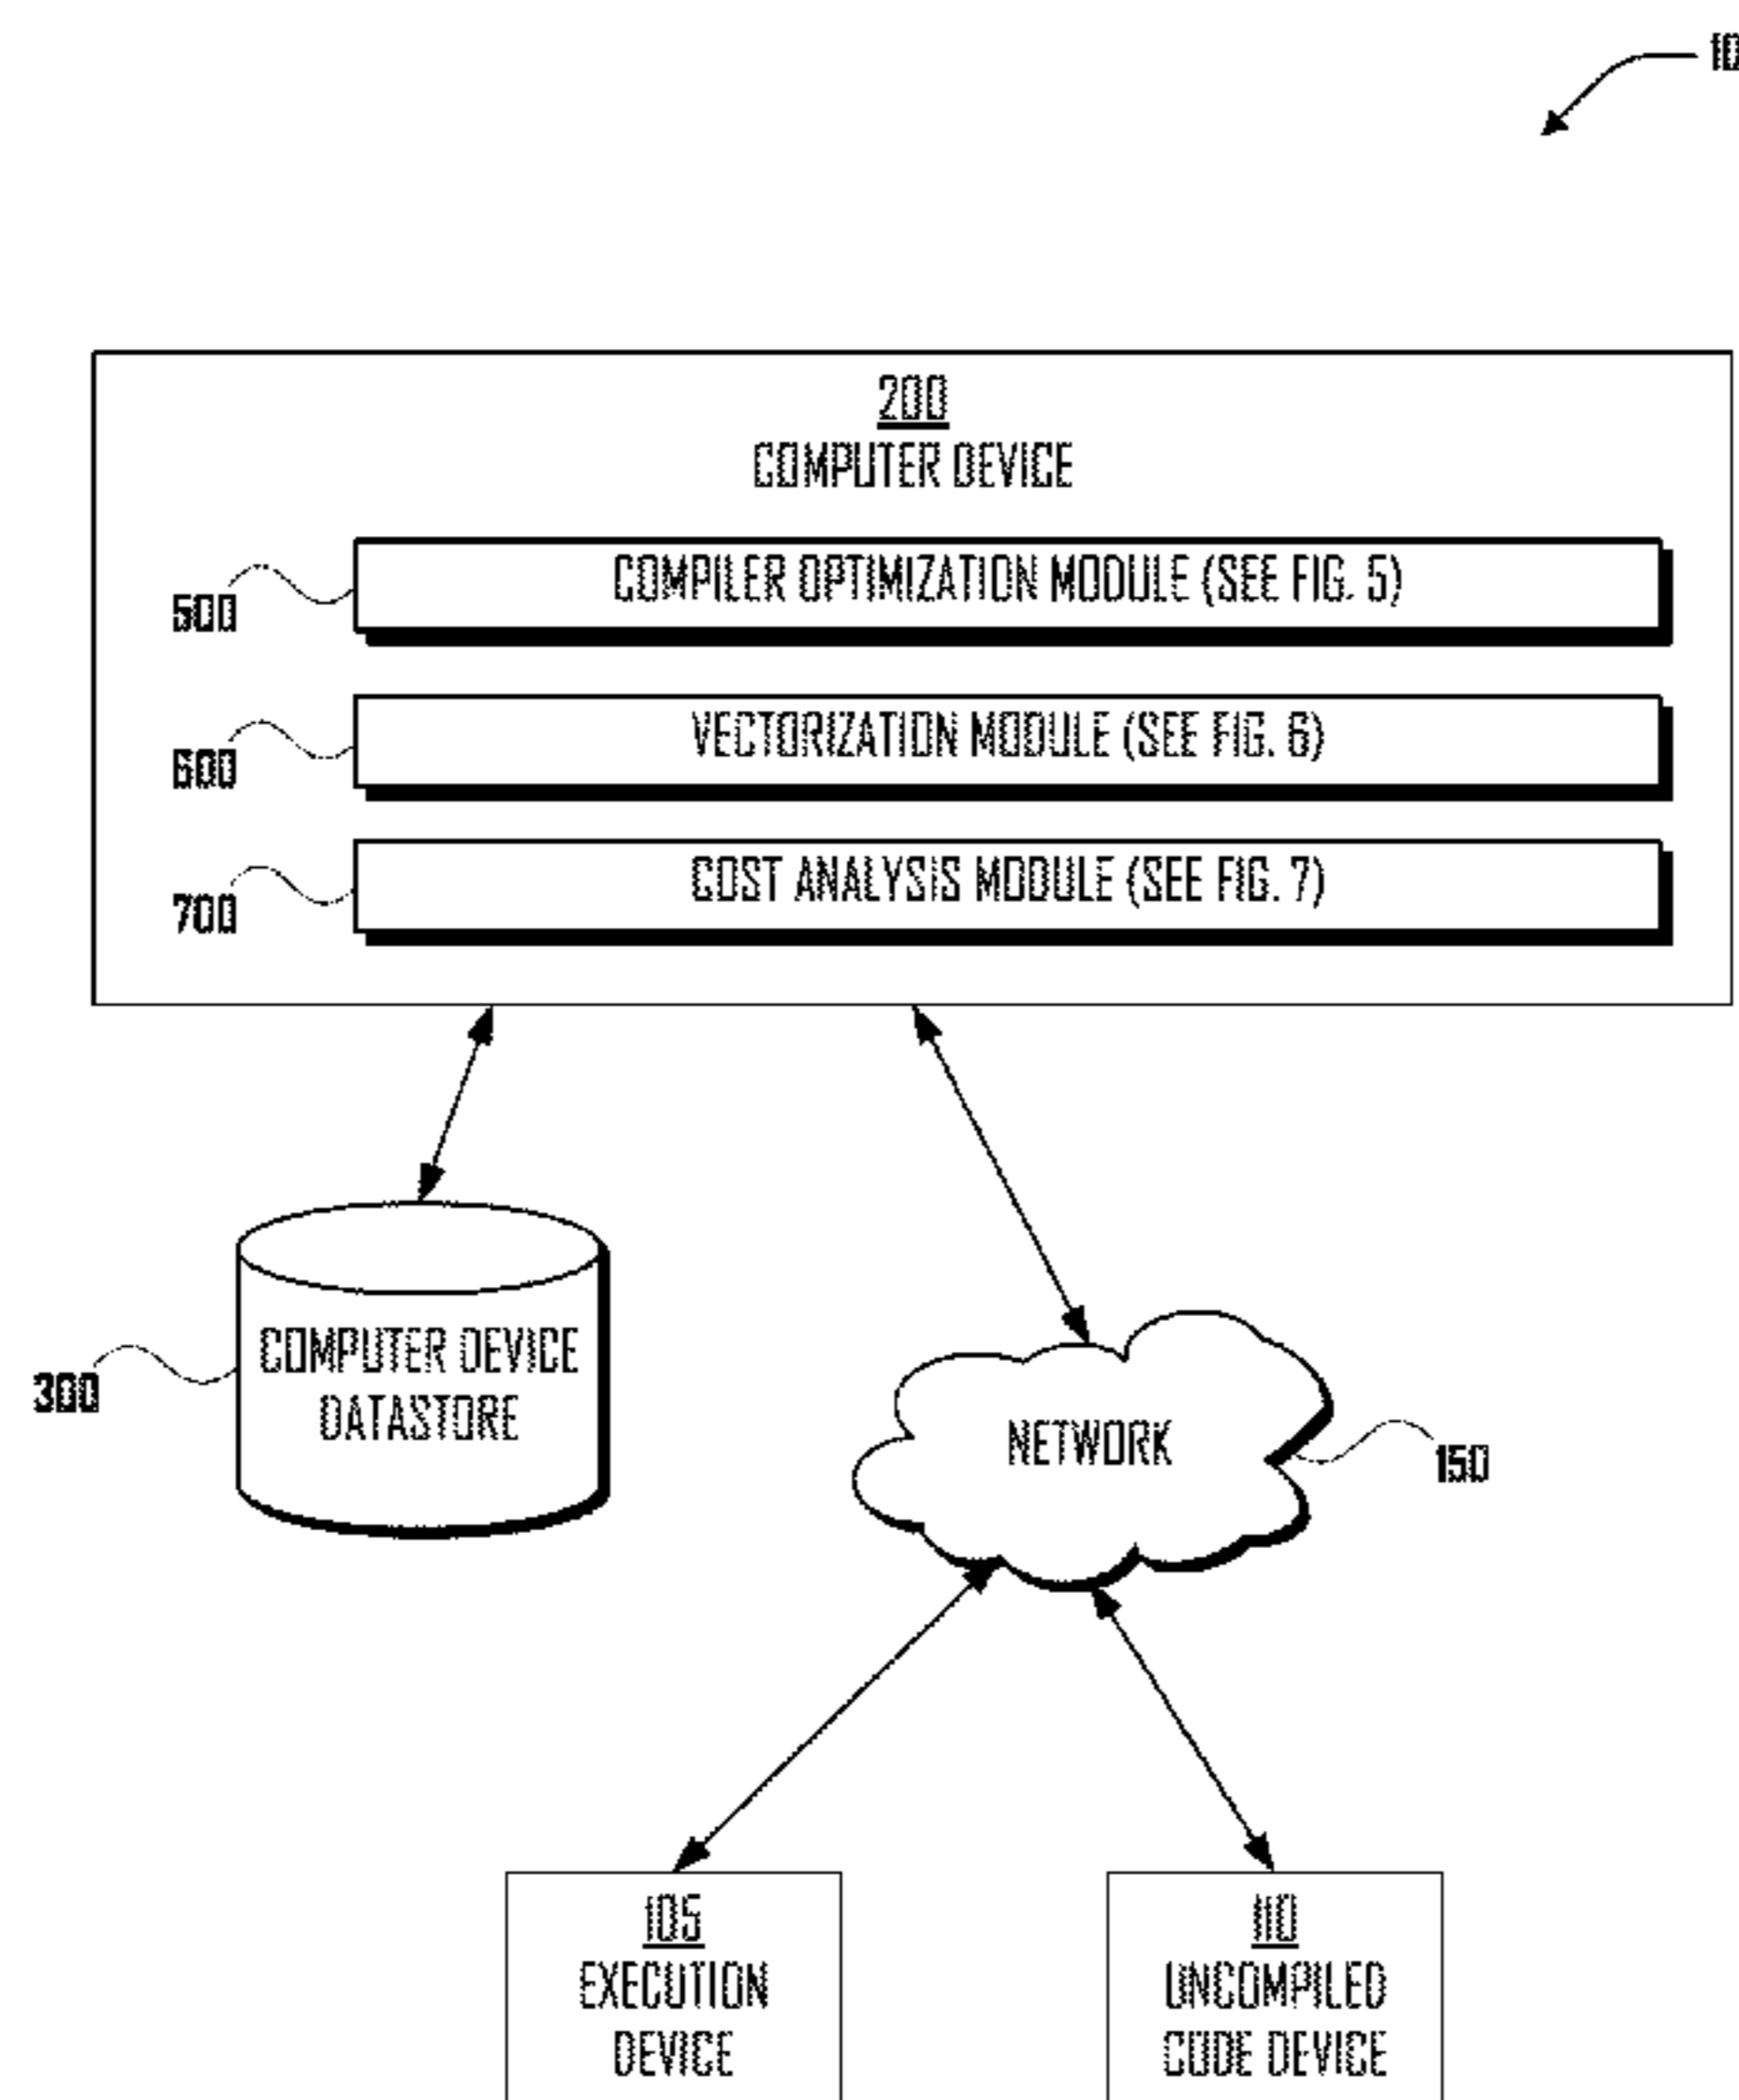 10
200
COMPUTER DEVICE
COMPILER OPTIMIZATION MODULE (SEE FIG. 5)
500
VECTORIZATION MODULE (SEE FIG. 6)
600
COST ANALYSIS MODULE (SEE FIG. 7)
700
COMPUTER DEVICE
DATASTORE
300
NETWORK
150
105
EXECUTION
DEVICE
110
UNCOMPILED
CODE DEVICE